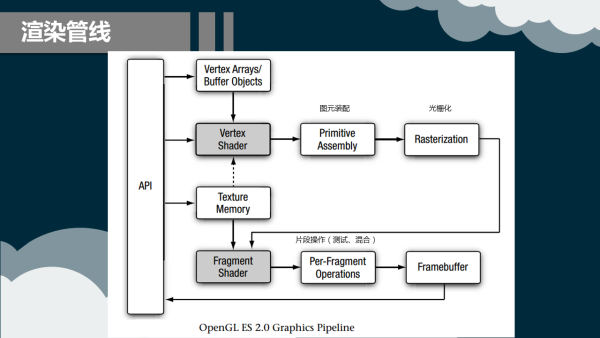 渲染管线
Vertex Arrays/
Buffer Objects
图元装配
光栅化
Vertex
Shader
Primitive
Assembly
Rasterization
API
Texture
Memory
片段操作（测试、混合）
Fragment
Shader
Per-Fragment
Operations
Framebuffer
OpenGL ES 2.0 Graphics Pipeline